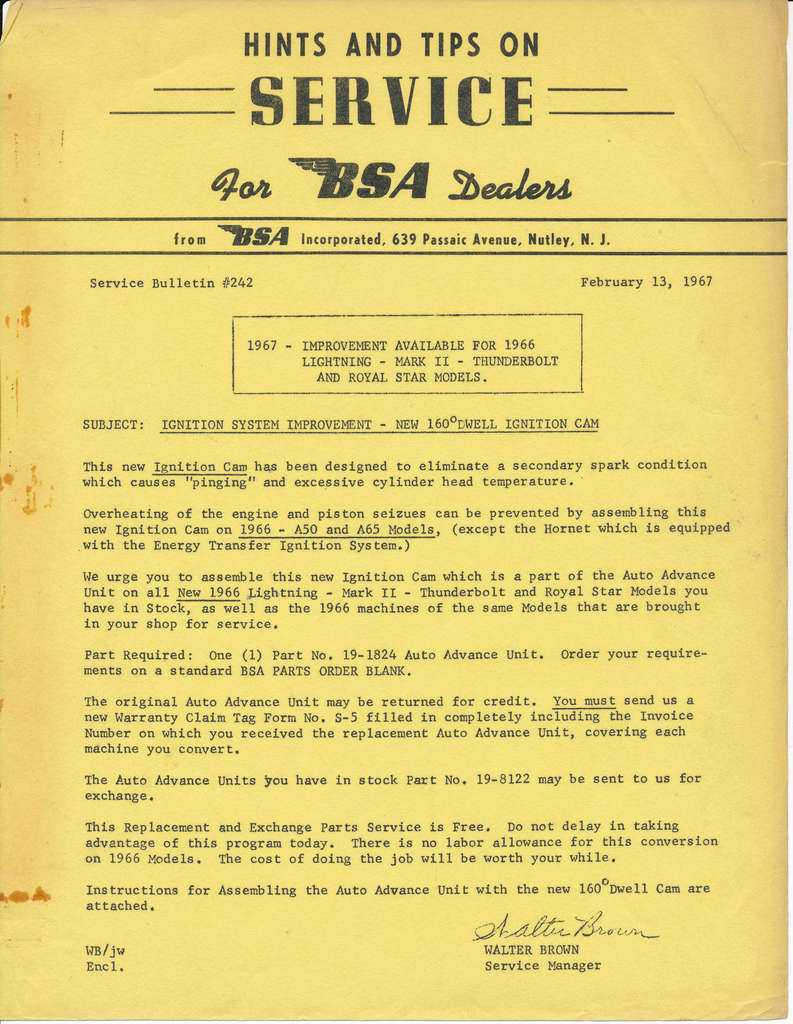 HINTS AND TIPS ON
SERVICE
For BSA Dealers
from BSA Incorporated, 639 Passaic Avenue, Nutley, N. J.
Service Bulletin #242 February 13, 1967
1967 - IMPROVEMENT AVAILABLE FOR 1966
LIGHTNING - MARK II - THUNDERBOLT
AND ROYAL STAR MODELS.
SUBJECT: IGNITION SYSTEM IMPROVEMENT - NEW 160°DWELL IGNITION CAM
This new Ignition Cam has been designed to eliminate a secondary spark condition
which causes "pinging" and excessive cylinder head temperature.
Overheating of the engine and piston seizues can be prevented by assembling this
new Ignition Cam on 1966 - A50 and A65 Models, (except the Hornet which is equipped
with the Energy Transfer Ignition System.)
We urge you to assemble this new Ignition Cam which is a part of the Auto Advance
Unit on all New 1966 Lightning - Mark II - Thunderbolt and Royal Star Models you
have in Stock, as well as the 1966 machines of the same Models that are brought
in your shop for service.
Part Required: One (1) Part No. 19-1824 Auto Advance Unit. Order your require-
ments on a standard BSA PARTS ORDER BLANK.
The original Auto Advance Unit may be returned for credit. You must send us a
new Warranty Claim Tag Form No. S-5 filled in completely including the Invoice
Number on which you received the replacement Auto Advance Unit, covering each
machine you convert.
The Auto Advance Units you have in stock Part No. 19-8122 may be sent to us for
exchange.
This Replacement and Exchange Parts Service is Free. Do not delay in taking
advantage of this program today. There is no labor allowance for this conversion
on 1966 Models. The cost of doing the job will be worth your while.
Instructions for Assembling the Auto Advance Unit with the new 160°Dwell Cam are
attached.
Walter Brown
WB/jw WALTER BROWN
Encl. Service Manager